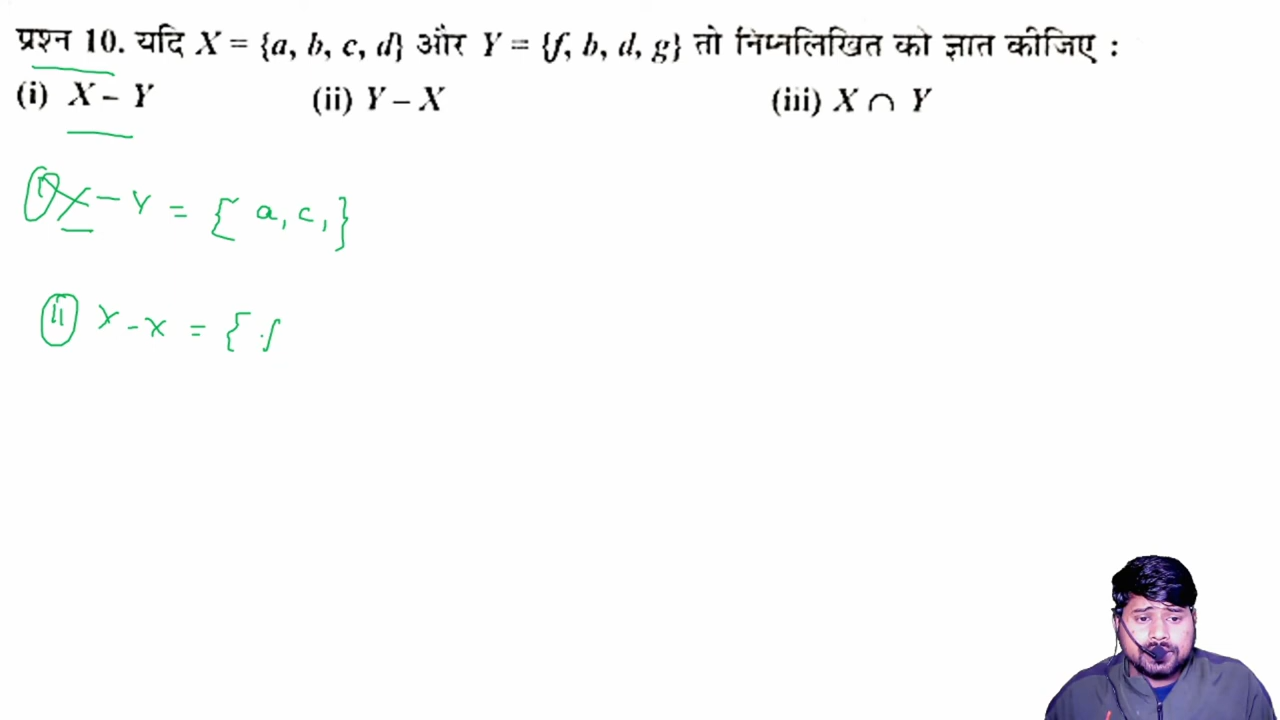 प्रश्न 10. यदि X = {a, b, c, d} और Y = {f, b, d, g} तो निम्नलिखित को ज्ञात कीजिए :
(i) X – Y (ii) Y – X (iii) X ∩ Y
(i) X – Y = { a, c, }
(ii) Y - X = { f